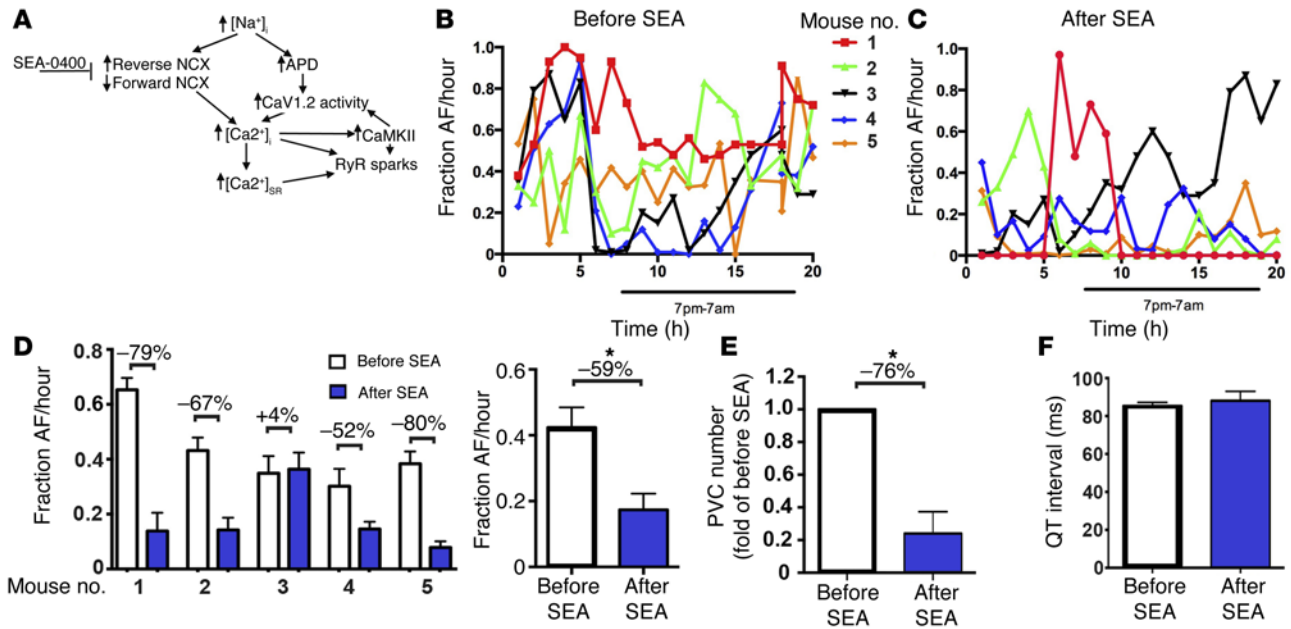 A
↑[Na⁺]ᵢ
SEA-0400
↑Reverse NCX
↓Forward NCX
↑APD
↑CaV1.2 activity
↑[Ca2⁺]ᵢ
↑CaMKII
RyR sparks
↑[Ca2⁺]SR
B
Before SEA
Fraction AF/hour
1.0
0.8
0.6
0.4
0.2
0
0 5 10 15 20
7pm-7am
Time (h)
Mouse no.
1
2
3
4
5
C
After SEA
Fraction AF/hour
1.0
0.8
0.6
0.4
0.2
0
0 5 10 15 20
7pm-7am
Time (h)
D
Fraction AF/hour
0.8
0.6
0.4
0.2
0
−79%
−67%
+4%
−52%
−80%
Before SEA
After SEA
Mouse no. 1 2 3 4 5
Fraction AF/hour
0.6
0.4
0.2
0
*
−59%
Before SEA
After SEA
E
PVC number
(fold of before SEA)
1.2
1.0
0.8
0.6
0.4
0.2
0
*
−76%
Before SEA
After SEA
F
QT interval (ms)
100
80
60
40
20
0
Before SEA
After SEA